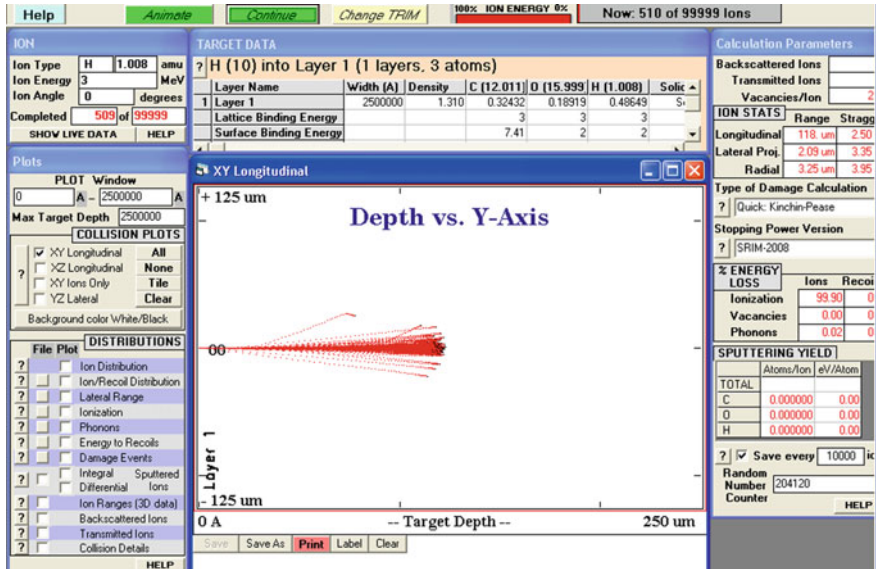 Help Animate Continue Change TRIM 100% ION ENERGY 0% Now: 510 of 99999 Ions
ION
Ion Type H 1.008 amu
Ion Energy 3 MeV
Ion Angle 0 degrees
Completed 509 of 99999
SHOW LIVE DATA HELP
Plots
PLOT Window
0 A - 2500000 A
Max Target Depth 2500000
COLLISION PLOTS
? XY Longitudinal All
XZ Longitudinal None
XY Ions Only Tile
YZ Lateral Clear
Background color White/Black
DISTRIBUTIONS
File Plot
? Ion Distribution
? Ion/Recoil Distribution
? Lateral Range
? Ionization
? Phonons
? Energy to Recoils
? Damage Events
? Integral Sputtered
Differential Ions
? Ion Ranges (3D data)
? Backscattered Ions
? Transmitted Ions
? Collision Details
HELP
TARGET DATA
? H (10) into Layer 1 (1 layers, 3 atoms)
Layer Name Width (A) Density C (12.011) O (15.999) H (1.008) Solic
1 Layer 1 2500000 1.310 0.32432 0.18919 0.48649 S
Lattice Binding Energy 3 3 3
Surface Binding Energy 7.41 2 2
XY Longitudinal
+ 125 um
Depth vs. Y-Axis
00
Layer 1
- 125 um
0 A -- Target Depth -- 250 um
Save Save As Print Label Clear
Calculation Parameters
Backscattered Ions
Transmitted Ions
Vacancies/Ion 2
ION STATS Range Stragg
Longitudinal 118. um 2.50
Lateral Proj. 2.09 um 3.35
Radial 3.25 um 3.95
Type of Damage Calculation
? Quick: Kinchin-Pease
Stopping Power Version
? SRIM-2008
% ENERGY LOSS Ions Recoi
Ionization 99.90 0
Vacancies 0.00 0
Phonons 0.02 0
SPUTTERING YIELD
Atoms/Ion eV/Atom
TOTAL
C 0.000000 0.00
O 0.000000 0.00
H 0.000000 0.00
? Save every 10000 io
Random
Number 204120
Counter
HELP